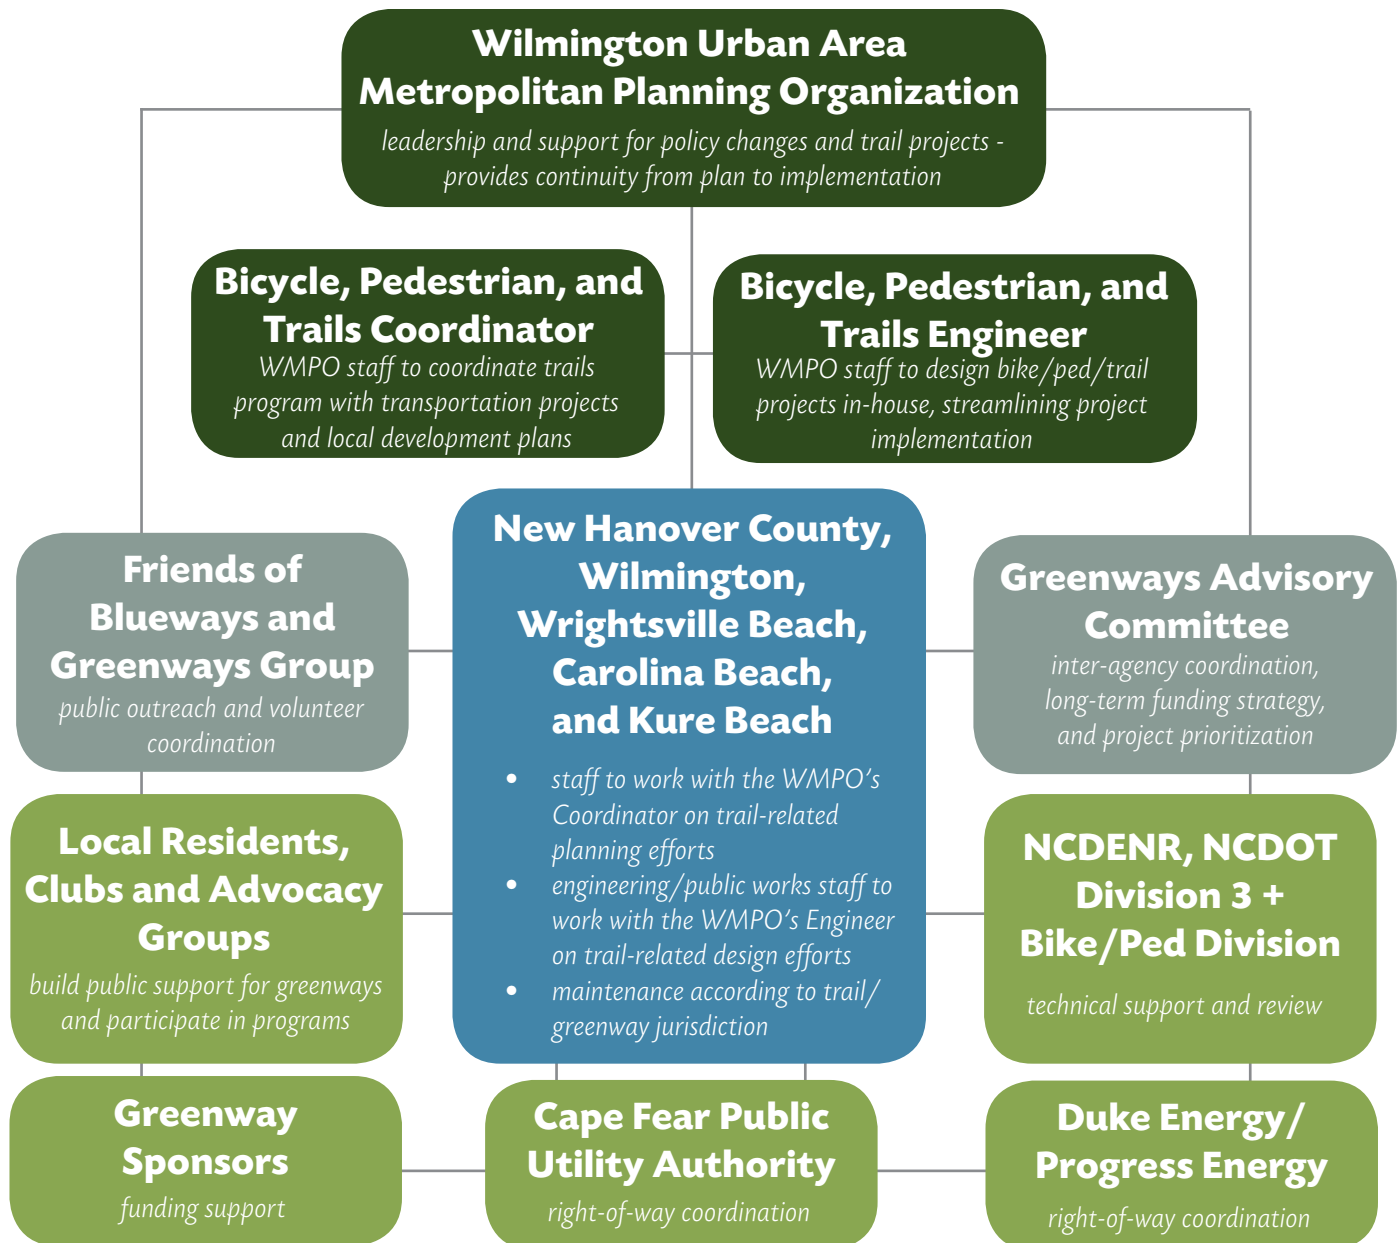 Wilmington Urban Area
Metropolitan Planning Organization
leadership and support for policy changes and trail projects -
provides continuity from plan to implementation
Bicycle, Pedestrian, and
Trails Coordinator
WMPO staff to coordinate trails
program with transportation projects
and local development plans
Bicycle, Pedestrian, and
Trails Engineer
WMPO staff to design bike/ped/trail
projects in-house, streamlining project
implementation
Friends of
Blueways and
Greenways Group
public outreach and volunteer
coordination
New Hanover County,
Wilmington,
Wrightsville Beach,
Carolina Beach,
and Kure Beach
• staff to work with the WMPO's
Coordinator on trail-related
planning efforts
• engineering/public works staff to
work with the WMPO's Engineer
on trail-related design efforts
• maintenance according to trail/
greenway jurisdiction
Greenways Advisory
Committee
inter-agency coordination,
long-term funding strategy,
and project prioritization
Local Residents,
Clubs and Advocacy
Groups
build public support for greenways
and participate in programs
NCDENR, NCDOT
Division 3 +
Bike/Ped Division
technical support and review
Greenway
Sponsors
funding support
Cape Fear Public
Utility Authority
right-of-way coordination
Duke Energy/
Progress Energy
right-of-way coordination